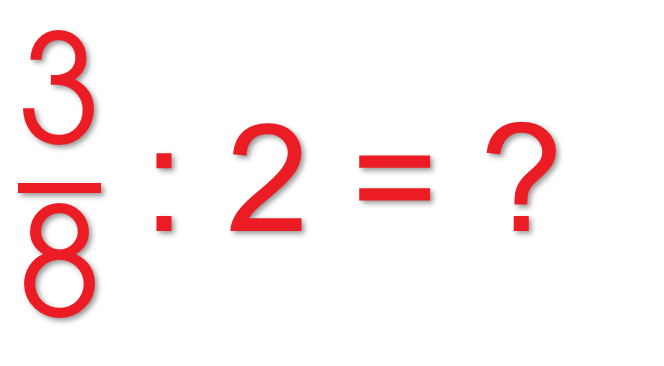 3/8 : 2 = ?